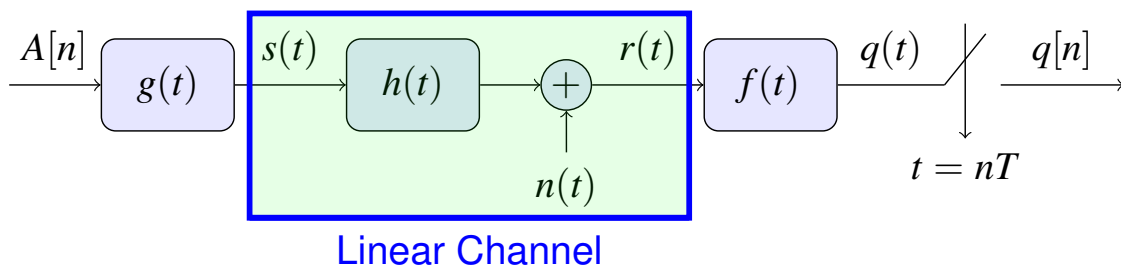 A[n] g(t) s(t) h(t) + r(t) f(t) q(t) q[n]
n(t) t = nT
Linear Channel